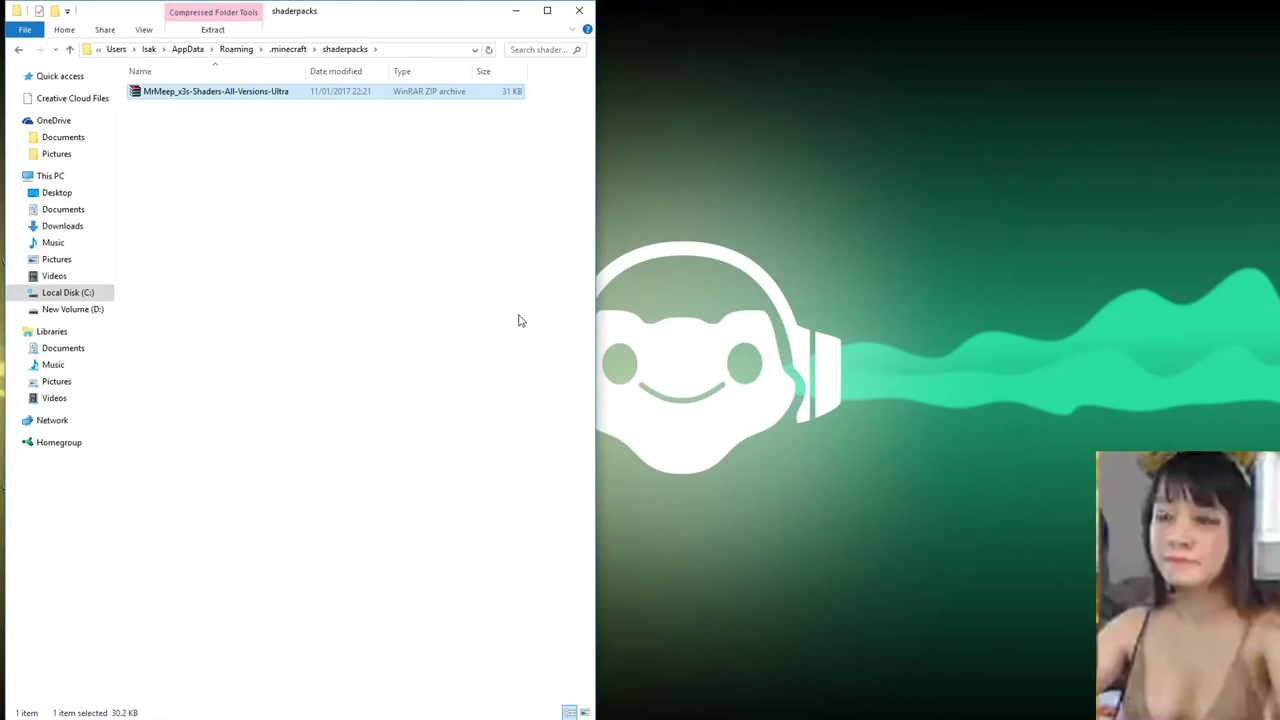 Compressed Folder Tools shaderpacks
File Home Share View Extract
« Users > Isak > AppData > Roaming > .minecraft > shaderpacks > Search shader...
Name Date modified Type Size
MrMeep_x3s-Shaders-All-Versions-Ultra 11/01/2017 22:21 WinRAR ZIP archive 31 KB
Quick access
Creative Cloud Files
OneDrive
Documents
Pictures
This PC
Desktop
Documents
Downloads
Music
Pictures
Videos
Local Disk (C:)
New Volume (D:)
Libraries
Documents
Music
Pictures
Videos
Network
Homegroup
1 item 1 item selected 30.2 KB